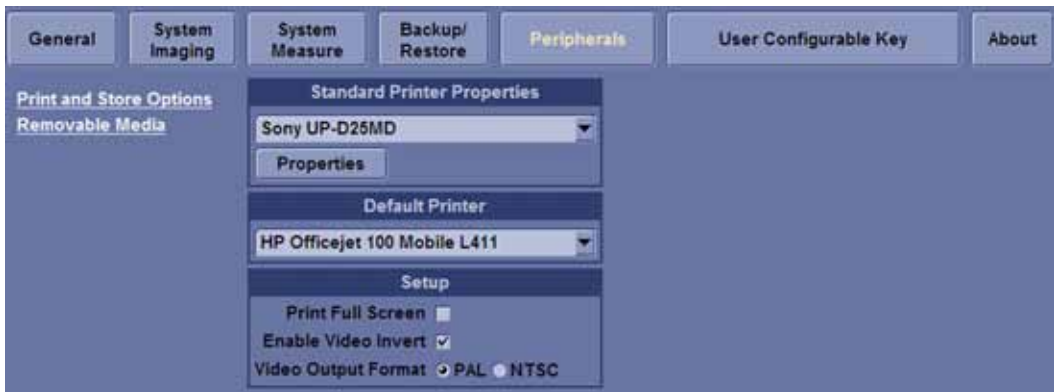 General
System Imaging
System Measure
Backup/ Restore
Peripherals
User Configurable Key
About
Print and Store Options
Removable Media
Standard Printer Properties
Sony UP-D25MD
Properties
Default Printer
HP Officejet 100 Mobile L411
Setup
Print Full Screen
Enable Video Invert
Video Output Format PAL NTSC